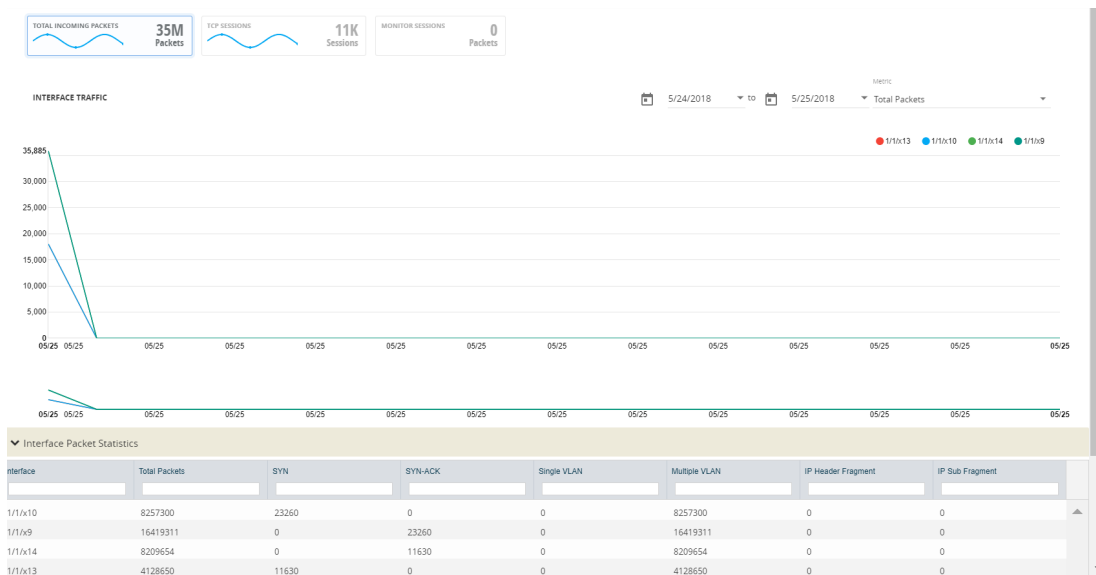 TOTAL INCOMING PACKETS 35M Packets
TCP SESSIONS 11K Sessions
MONITOR SESSIONS 0 Packets
Metric
INTERFACE TRAFFIC 5/24/2018 to 5/25/2018 Total Packets
1/1/x13 1/1/x10 1/1/x14 1/1/x9
35,885
30,000
25,000
20,000
15,000
10,000
5,000
0
05/25 05/25 05/25 05/25 05/25 05/25 05/25 05/25 05/25 05/25 05/25 05/25 05/25 05/25
05/25 05/25 05/25 05/25 05/25 05/25 05/25 05/25 05/25 05/25 05/25 05/25 05/25 05/25
Interface Packet Statistics
nterface Total Packets SYN SYN-ACK Single VLAN Multiple VLAN IP Header Fragment IP Sub Fragment
1/1/x10 8257300 23260 0 0 8257300 0 0
1/1/x9 16419311 0 23260 0 16419311 0 0
1/1/x14 8209654 0 11630 0 8209654 0 0
1/1/x13 4128650 11630 0 0 4128650 0 0